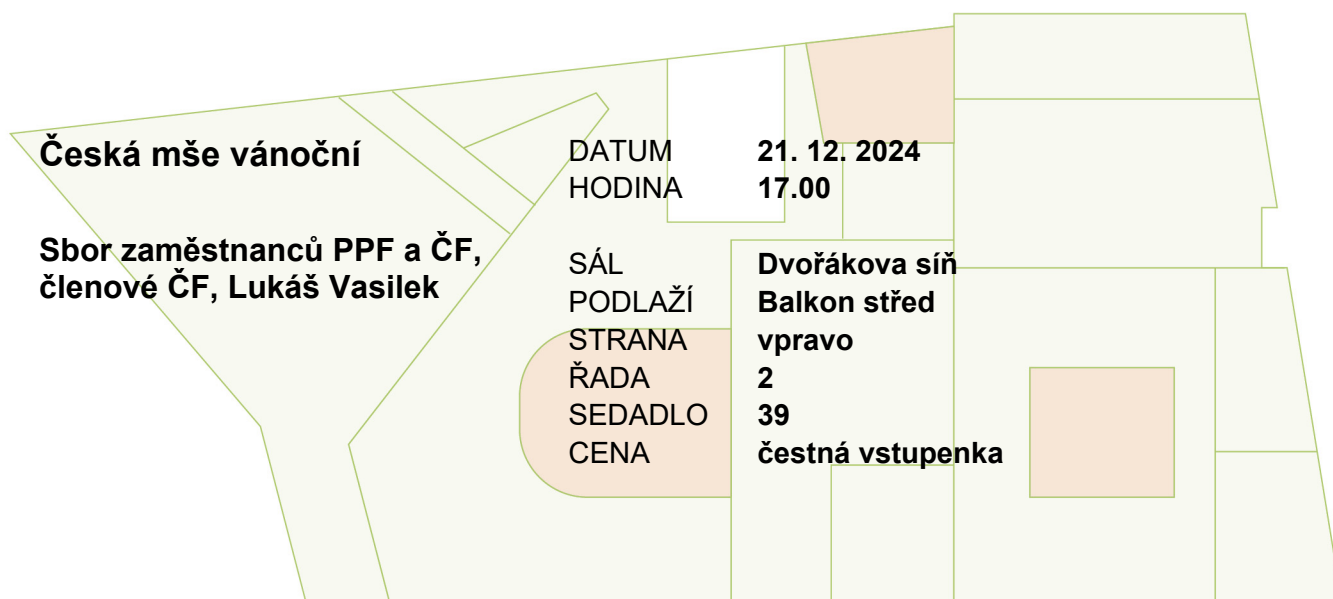 Česká mše vánoční
Sbor zaměstnanců PPF a ČF,
členové ČF, Lukáš Vasilek
DATUM 21. 12. 2024
HODINA 17.00
SÁL Dvořákova síň
PODLAŽÍ Balkon střed
STRANA vpravo
ŘADA 2
SEDADLO 39
CENA čestná vstupenka